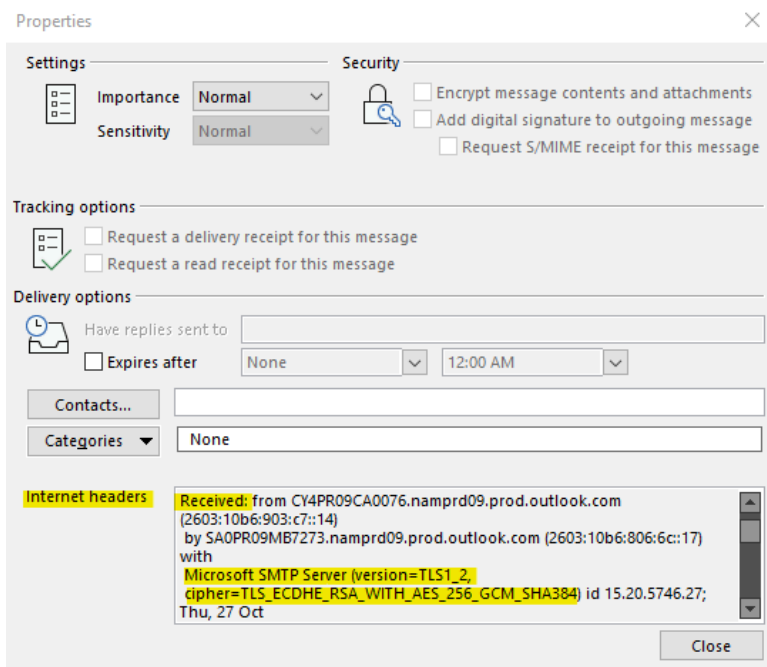 Properties
Settings
Security
Importance Normal
Encrypt message contents and attachments
Sensitivity Normal
Add digital signature to outgoing message
Request S/MIME receipt for this message
Tracking options
Request a delivery receipt for this message
Request a read receipt for this message
Delivery options
Have replies sent to
Expires after None 12:00 AM
Contacts...
Categories None
Internet headers
Received: from CY4PR09CA0076.namprd09.prod.outlook.com
(2603:10b6:903:c7::14)
by SA0PR09MB7273.namprd09.prod.outlook.com (2603:10b6:806:6c::17)
with
Microsoft SMTP Server (version=TLS1_2,
cipher=TLS_ECDHE_RSA_WITH_AES_256_GCM_SHA384) id 15.20.5746.27;
Thu, 27 Oct
Close